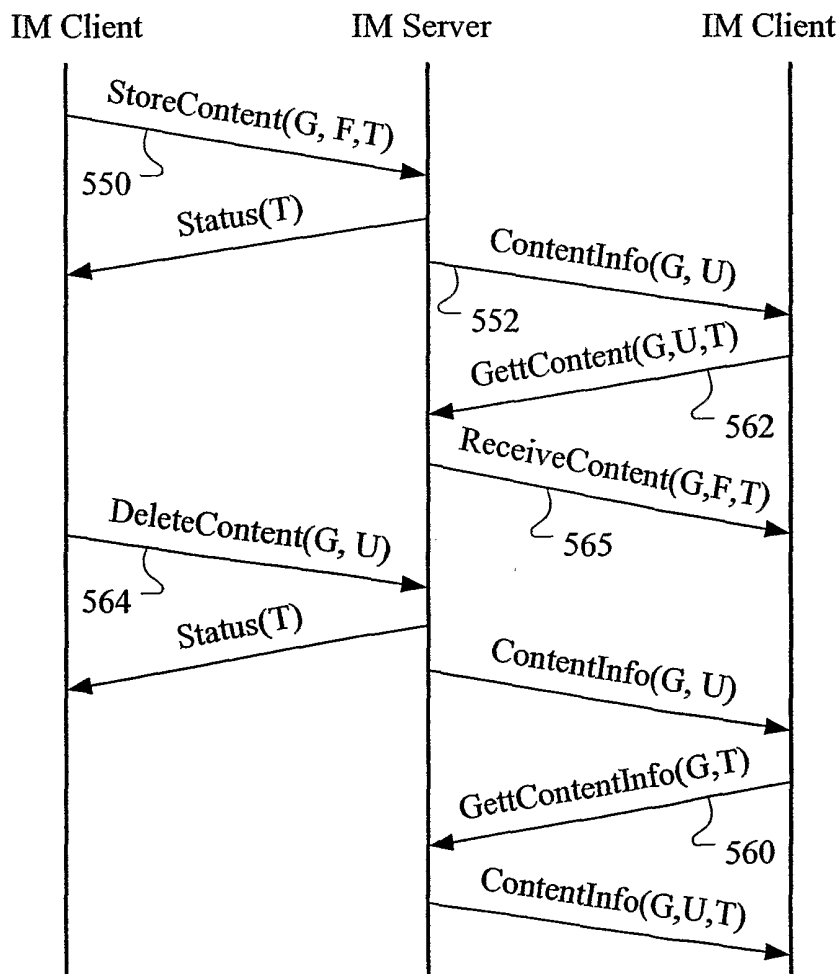 IM Client
IM Server
IM Client
StoreContent(G, F,T)
550
Status(T)
ContentInfo(G, U)
552
GettContent(G,U,T)
562
ReceiveContent(G,F,T)
565
DeleteContent(G, U)
564
Status(T)
ContentInfo(G, U)
GettContentInfo(G,T)
560
ContentInfo(G,U,T)